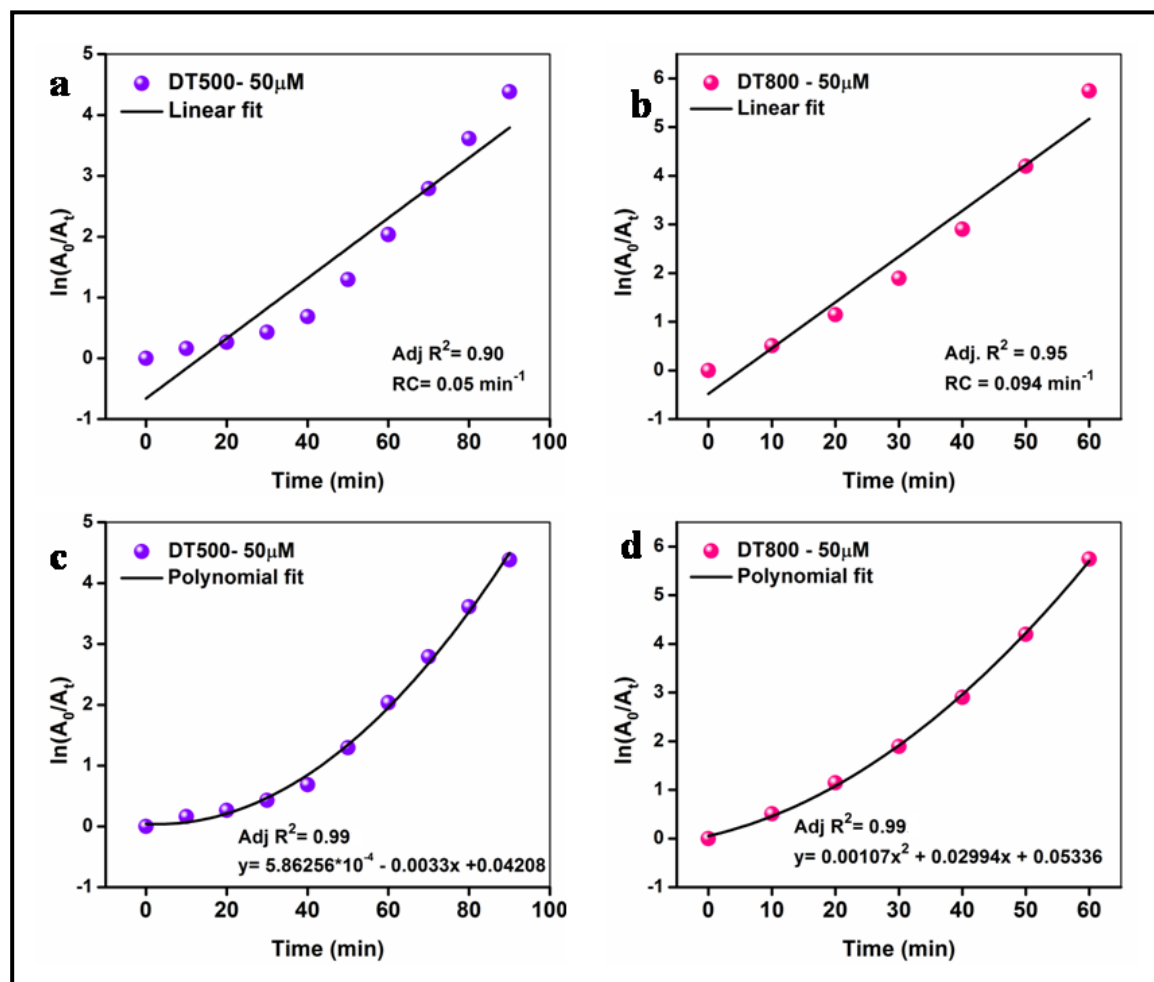 a
DT500- 50μM
Linear fit
5
4
3
2
1
0
-1
ln(A₀/Aₜ)
Adj R²= 0.90
RC= 0.05 min⁻¹
0 20 40 60 80 100
Time (min)
b
DT800 - 50μM
Linear fit
6
5
4
3
2
1
0
-1
ln(A₀/Aₜ)
Adj. R² = 0.95
RC = 0.094 min⁻¹
0 10 20 30 40 50 60
Time (min)
c
DT500- 50μM
Polynomial fit
5
4
3
2
1
0
-1
ln(A₀/Aₜ)
Adj R²= 0.99
y= 5.86256*10⁻⁴ - 0.0033x +0.04208
0 20 40 60 80 100
Time (min)
d
DT800 - 50μM
Polynomial fit
6
5
4
3
2
1
0
-1
ln(A₀/Aₜ)
Adj R²= 0.99
y= 0.00107x² + 0.02994x + 0.05336
0 10 20 30 40 50 60
Time (min)